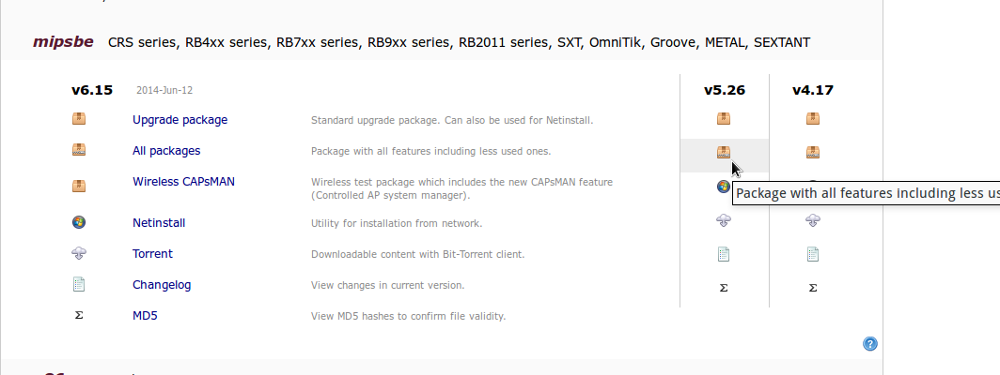 mipsbe CRS series, RB4xx series, RB7xx series, RB9xx series, RB2011 series, SXT, OmniTik, Groove, METAL, SEXTANT
v6.15 2014-Jun-12 v5.26 v4.17
Upgrade package Standard upgrade package. Can also be used for Netinstall.
All packages Package with all features including less used ones.
Wireless CAPsMAN Wireless test package which includes the new CAPsMAN feature
(Controlled AP system manager).
Package with all features including less us
Netinstall Utility for installation from network.
Torrent Downloadable content with Bit-Torrent client.
Changelog View changes in current version.
Σ Σ
Σ MD5 View MD5 hashes to confirm file validity.
?